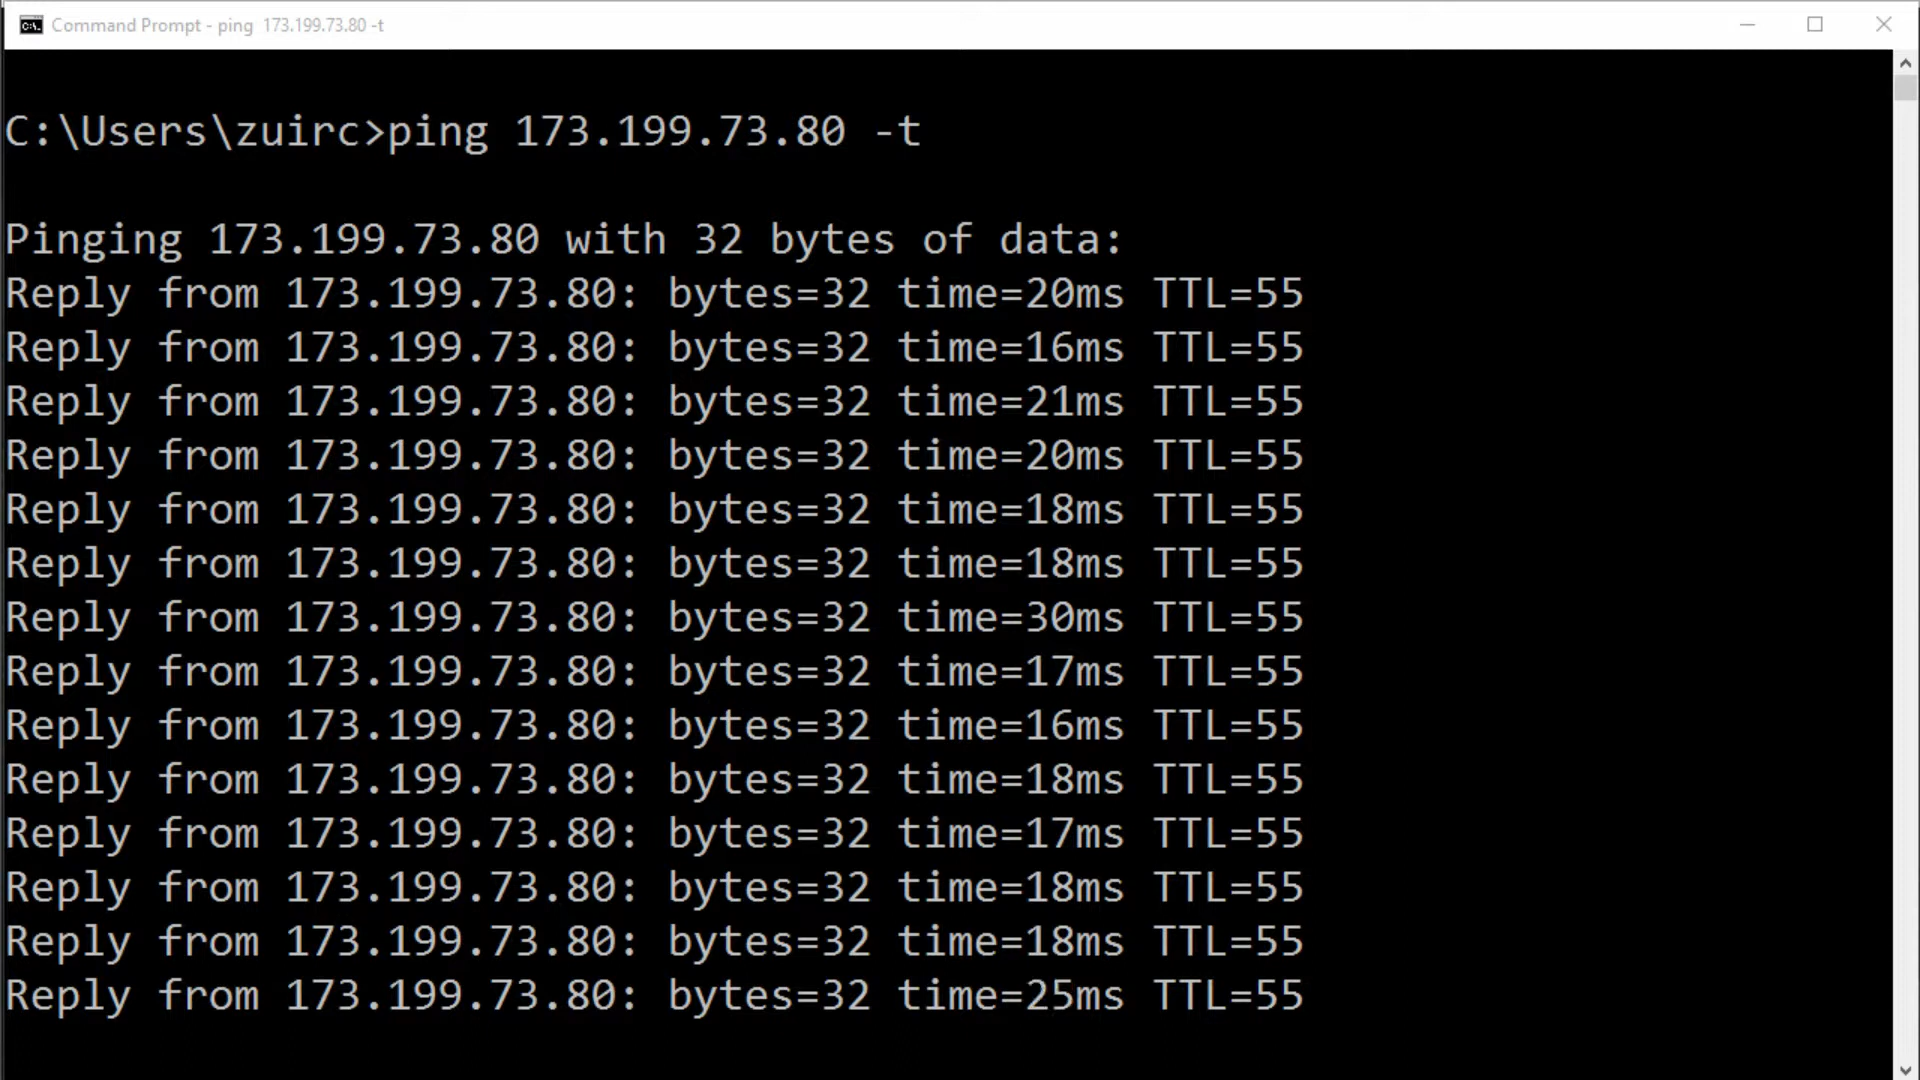 Command Prompt - ping  173.199.73.80 -t
C:\Users\zuirc>ping 173.199.73.80 -t
Pinging 173.199.73.80 with 32 bytes of data:
Reply from 173.199.73.80: bytes=32 time=20ms TTL=55
Reply from 173.199.73.80: bytes=32 time=16ms TTL=55
Reply from 173.199.73.80: bytes=32 time=21ms TTL=55
Reply from 173.199.73.80: bytes=32 time=20ms TTL=55
Reply from 173.199.73.80: bytes=32 time=18ms TTL=55
Reply from 173.199.73.80: bytes=32 time=18ms TTL=55
Reply from 173.199.73.80: bytes=32 time=30ms TTL=55
Reply from 173.199.73.80: bytes=32 time=17ms TTL=55
Reply from 173.199.73.80: bytes=32 time=16ms TTL=55
Reply from 173.199.73.80: bytes=32 time=18ms TTL=55
Reply from 173.199.73.80: bytes=32 time=17ms TTL=55
Reply from 173.199.73.80: bytes=32 time=18ms TTL=55
Reply from 173.199.73.80: bytes=32 time=18ms TTL=55
Reply from 173.199.73.80: bytes=32 time=25ms TTL=55